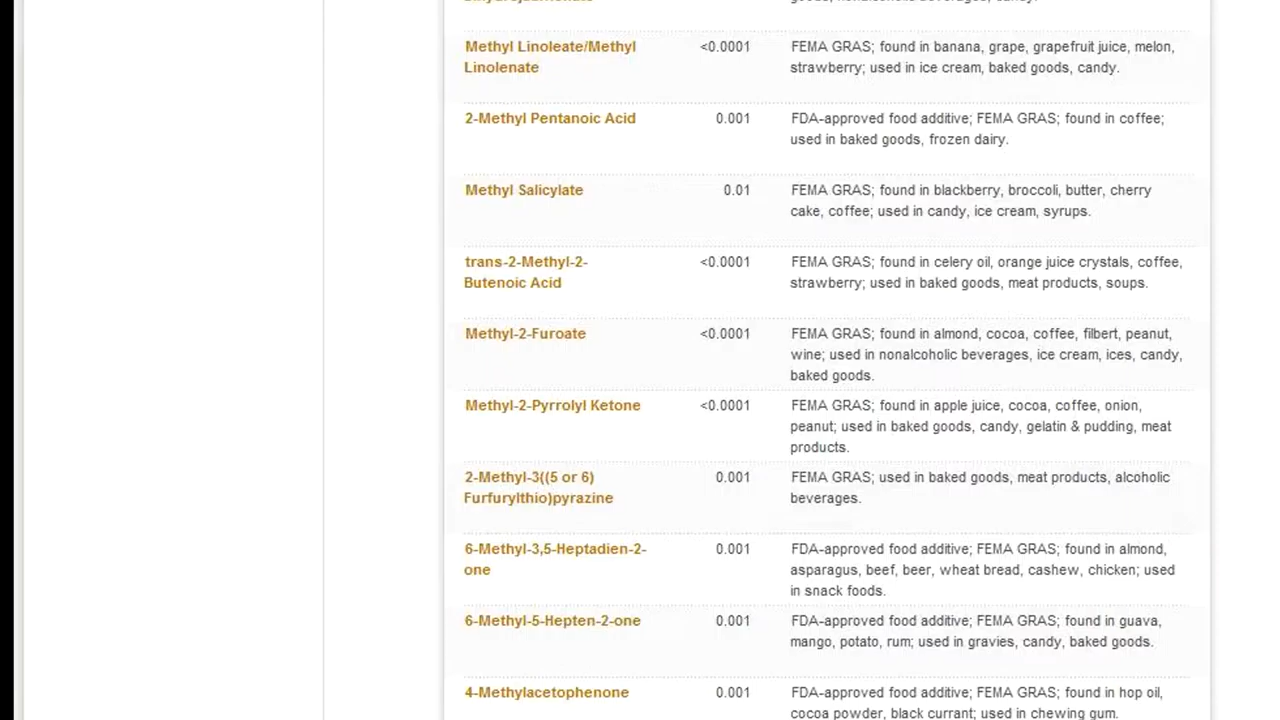 Methyl Linoleate/Methyl <0.0001 FEMA GRAS; found in banana, grape, grapefruit juice, melon,
Linolenate strawberry; used in ice cream, baked goods, candy.
2-Methyl Pentanoic Acid 0.001 FDA-approved food additive; FEMA GRAS; found in coffee;
used in baked goods, frozen dairy.
Methyl Salicylate 0.01 FEMA GRAS; found in blackberry, broccoli, butter, cherry
cake, coffee; used in candy, ice cream, syrups.
trans-2-Methyl-2- <0.0001 FEMA GRAS; found in celery oil, orange juice crystals, coffee,
Butenoic Acid strawberry; used in baked goods, meat products, soups.
Methyl-2-Furoate <0.0001 FEMA GRAS; found in almond, cocoa, coffee, filbert, peanut,
wine; used in nonalcoholic beverages, ice cream, ices, candy,
baked goods.
Methyl-2-Pyrrolyl Ketone <0.0001 FEMA GRAS; found in apple juice, cocoa, coffee, onion,
peanut; used in baked goods, candy, gelatin & pudding, meat
products.
2-Methyl-3((5 or 6) 0.001 FEMA GRAS; used in baked goods, meat products, alcoholic
Furfurylthio)pyrazine beverages.
6-Methyl-3,5-Heptadien-2- 0.001 FDA-approved food additive; FEMA GRAS; found in almond,
one asparagus, beef, beer, wheat bread, cashew, chicken; used
in snack foods.
6-Methyl-5-Hepten-2-one 0.001 FDA-approved food additive; FEMA GRAS; found in guava,
mango, potato, rum; used in gravies, candy, baked goods.
4-Methylacetophenone 0.001 FDA-approved food additive; FEMA GRAS; found in hop oil,
cocoa powder, black currant; used in chewing gum.